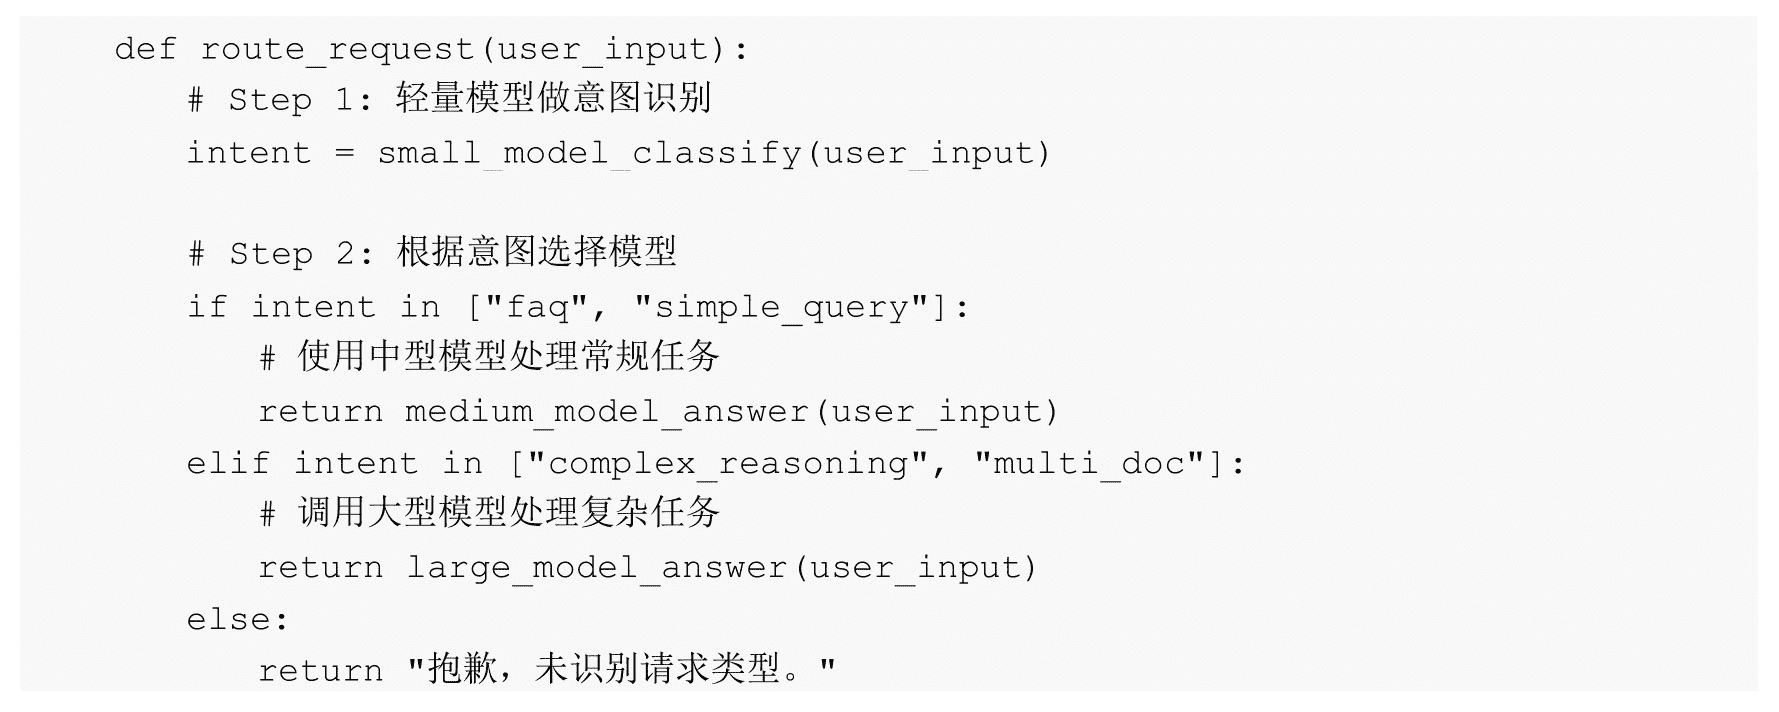 def route_request(user_input):
    # Step 1: 轻量模型做意图识别
    intent = small_model_classify(user_input)

    # Step 2: 根据意图选择模型
    if intent in ["faq", "simple_query"]:
        # 使用中型模型处理常规任务
        return medium_model_answer(user_input)
    elif intent in ["complex_reasoning", "multi_doc"]:
        # 调用大型模型处理复杂任务
        return large_model_answer(user_input)
    else:
        return "抱歉，未识别请求类型。"